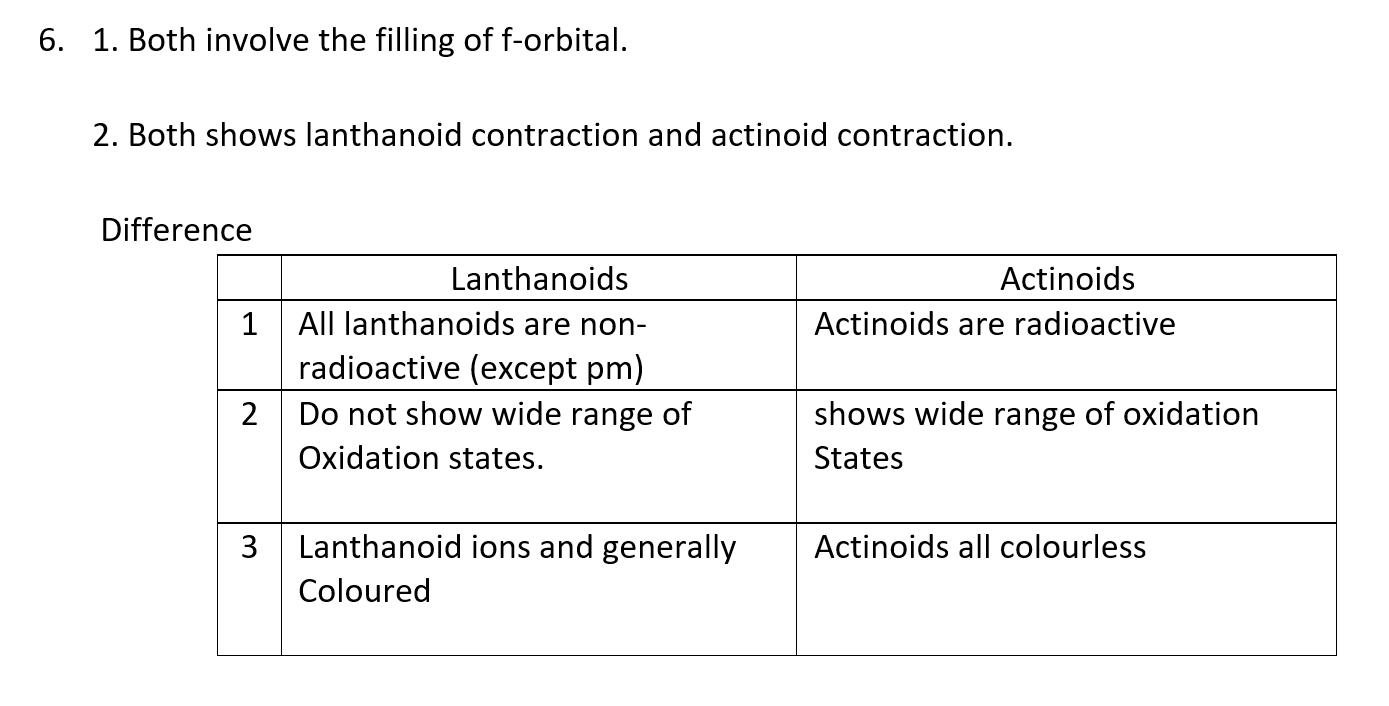 6. 1. Both involve the filling of f-orbital.
2. Both shows lanthanoid contraction and actinoid contraction.
Difference
Lanthanoids Actinoids
1 All lanthanoids are non- Actinoids are radioactive
radioactive (except pm)
2 Do not show wide range of shows wide range of oxidation
Oxidation states. States
3 Lanthanoid ions and generally Actinoids all colourless
Coloured